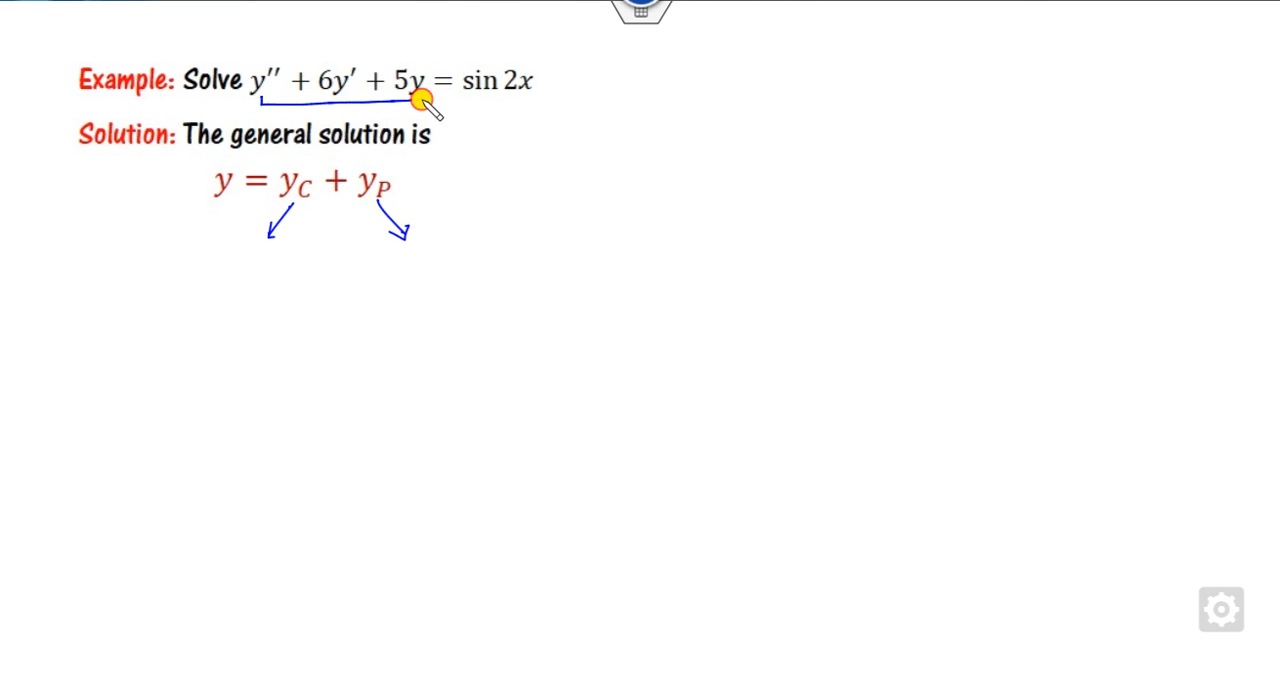 Example: Solve y′′ + 6y′ + 5y = sin 2x
Solution: The general solution is
y = y_C + y_P